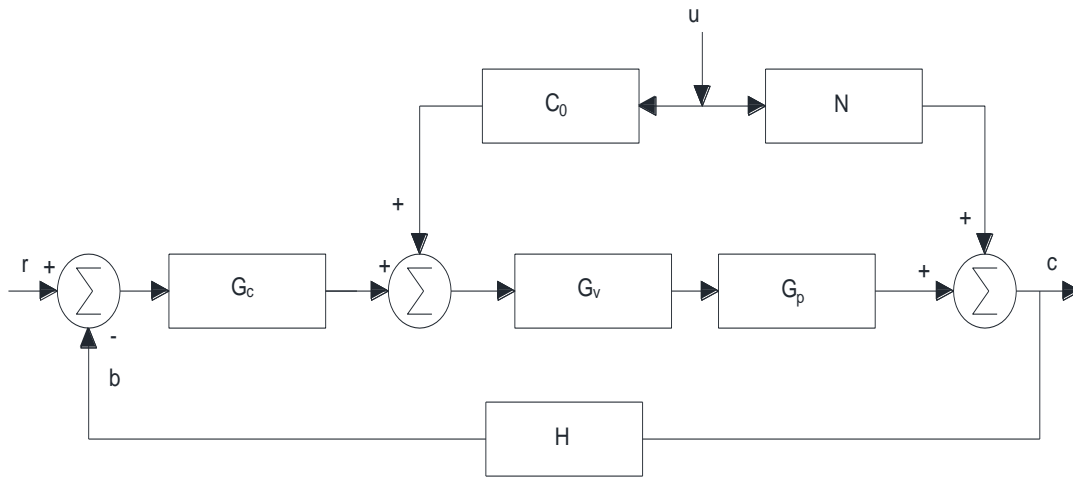 u
C₀
N
+
+
r
+
Σ
Gc
+
Σ
Gv
Gp
+
Σ
c
-
b
H